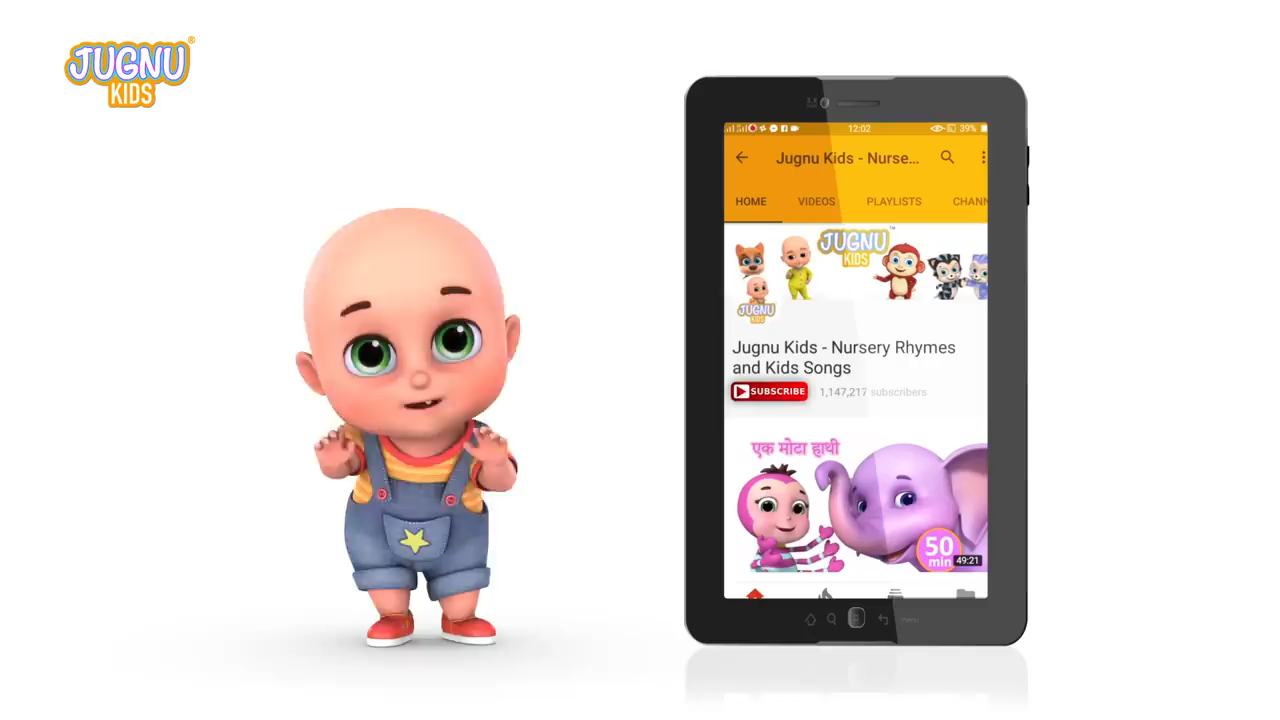 JUGNU
KIDS
12:02
39%
Jugnu Kids - Nurse...
HOME
VIDEOS
PLAYLISTS
CHANN
JUGNU
KIDS
JUGNU
KIDS
Jugnu Kids - Nursery Rhymes
and Kids Songs
SUBSCRIBE
1,147,217 subscribers
एक मोटा हाथी
50
min
49:21
menu